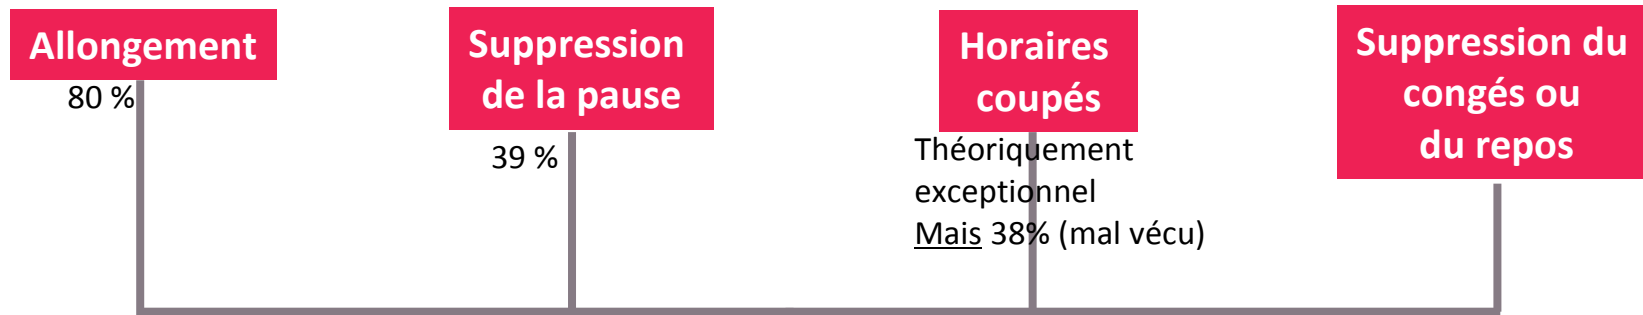 Allongement
80 %
Suppression
de la pause
39 %
Horaires
coupés
Théoriquement
exceptionnel
Mais 38% (mal vécu)
Suppression du
congés ou
du repos